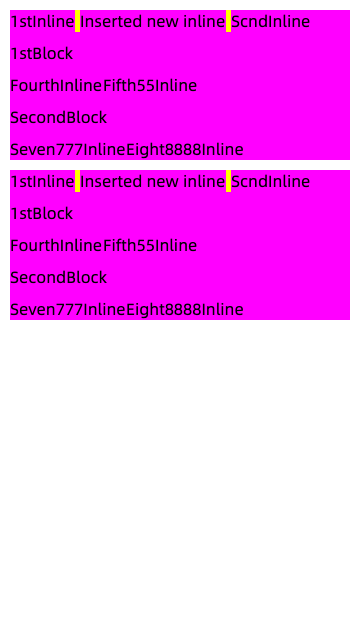 1stInline Inserted new inline ScndInline
1stBlock
FourthInlineFifth55Inline
SecondBlock
Seven777InlineEight8888Inline
1stInline Inserted new inline ScndInline
1stBlock
FourthInlineFifth55Inline
SecondBlock
Seven777InlineEight8888Inline